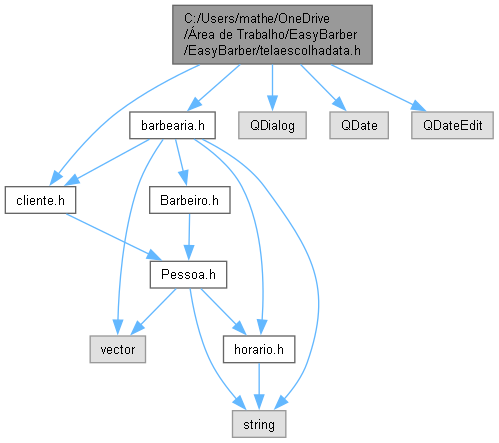 C:/Users/mathe/OneDrive
/Área de Trabalho/EasyBarber
/EasyBarber/telaescolhadata.h
barbearia.h
QDialog
QDate
QDateEdit
cliente.h
Barbeiro.h
Pessoa.h
vector
horario.h
string